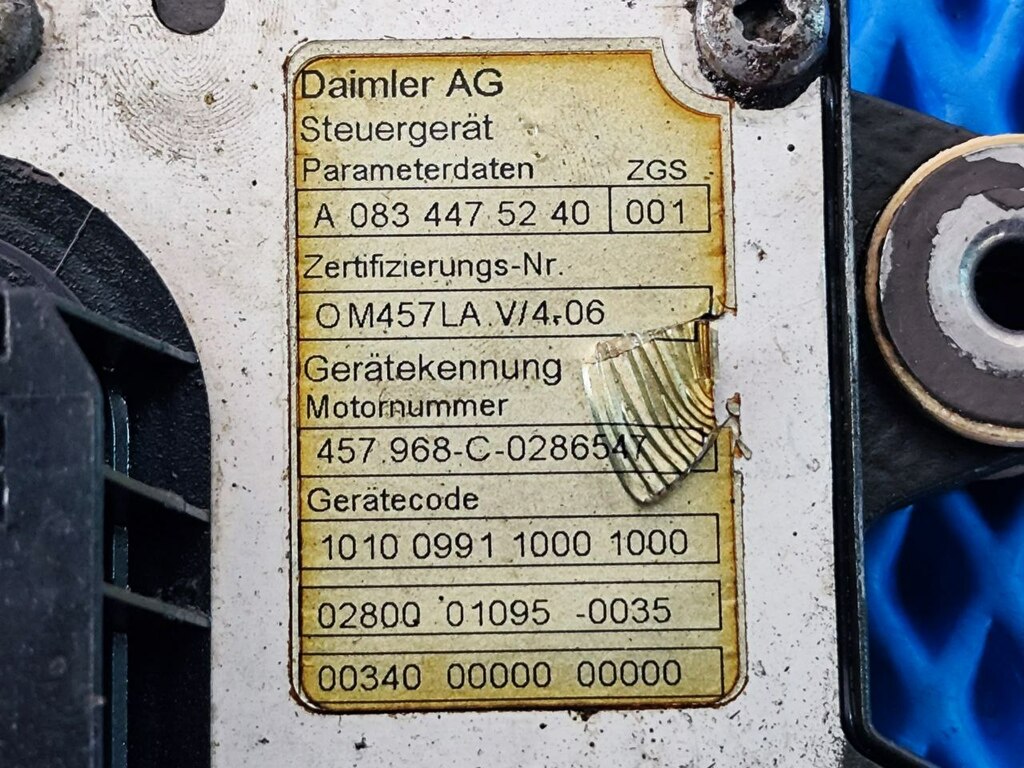 Daimler AG
Steuergerät
Parameterdaten ZGS
A 083 447 52 40 001
Zertifizierungs-Nr.
OM457LA V/4.06
Gerätekennung
Motornummer
457.968-C-0286547
Gerätecode
1010 0991 1000 1000
02800 01095 -0035
00340 00000 00000